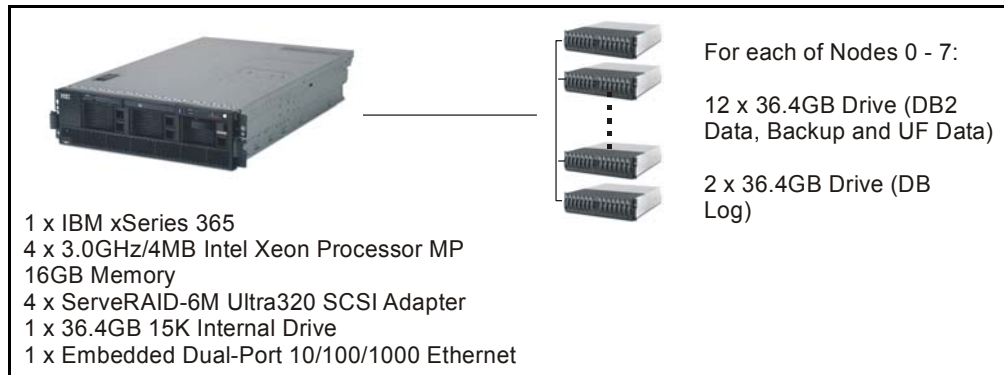 For each of Nodes 0 - 7:
12 x 36.4GB Drive (DB2
Data, Backup and UF Data)
2 x 36.4GB Drive (DB
Log)
1 x IBM xSeries 365
4 x 3.0GHz/4MB Intel Xeon Processor MP
16GB Memory
4 x ServeRAID-6M Ultra320 SCSI Adapter
1 x 36.4GB 15K Internal Drive
1 x Embedded Dual-Port 10/100/1000 Ethernet